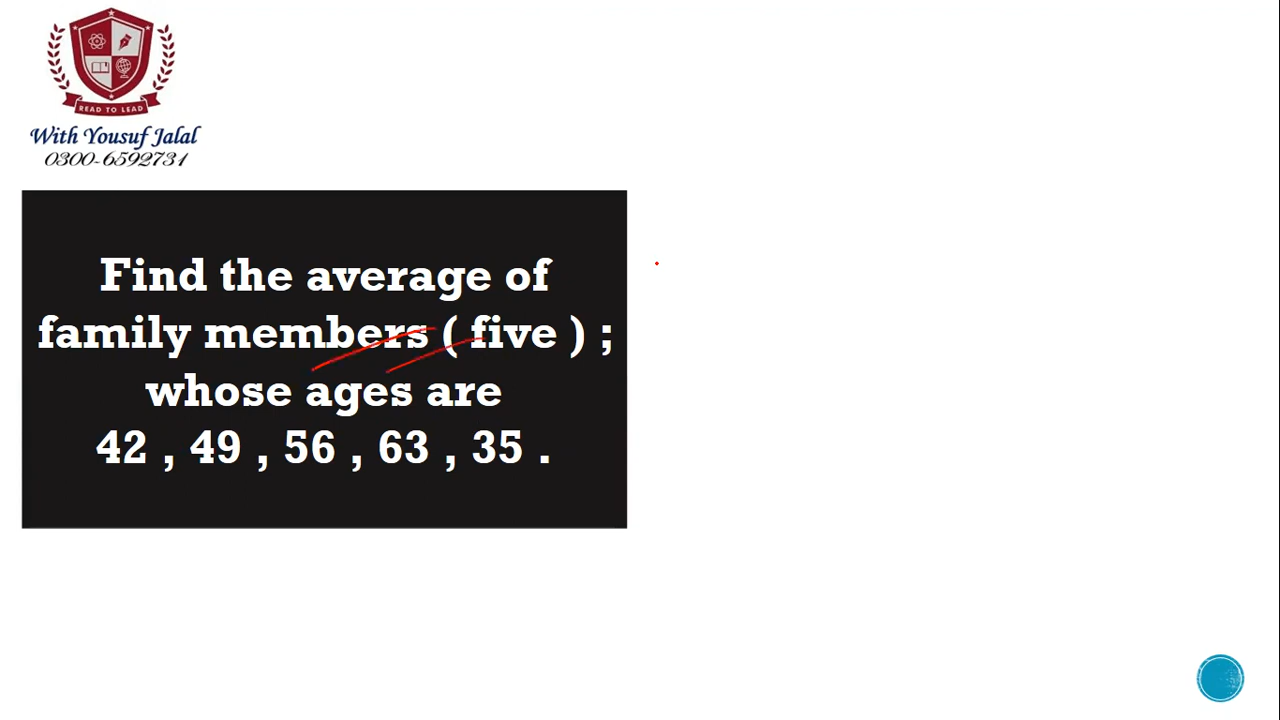 READ TO LEAD
With Yousuf Jalal
0300-6592731
Find the average of
family members ( five ) ;
whose ages are
42 , 49 , 56 , 63 , 35 .